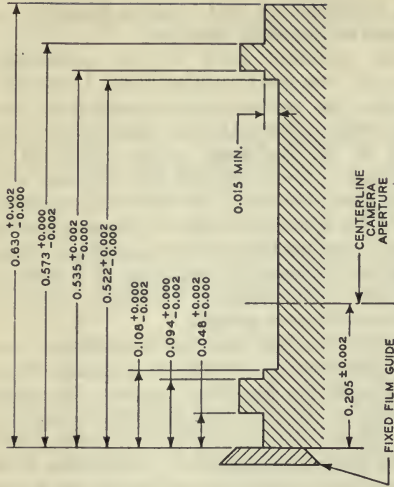 0.630 +0.002 -0.000
0.573 +0.000 -0.002
0.535 +0.002 -0.000
0.522 +0.002 -0.000
0.108 +0.000 -0.002
0.094 +0.000 -0.002
0.048 +0.002 -0.000
0.015 MIN.
CENTERLINE
CAMERA
APERTURE
0.205 ±0.002
FIXED FILM GUIDE